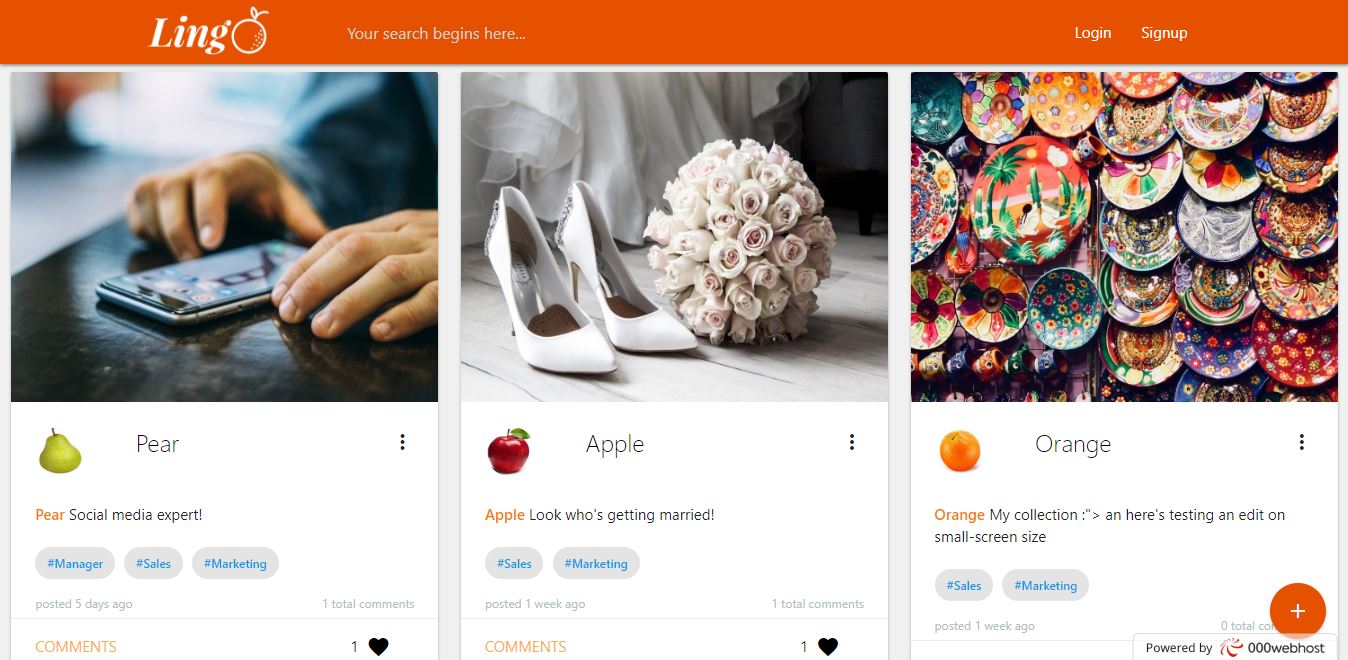 Ling
Your search begins here...
Login
Signup
Pear
Pear Social media expert!
#Manager
#Sales
#Marketing
posted 5 days ago
1 total comments
COMMENTS
1
Apple
Apple Look who's getting married!
#Sales
#Marketing
posted 1 week ago
1 total comments
COMMENTS
1
Orange
Orange My collection :"> an here's testing an edit on
small-screen size
#Sales
#Marketing
posted 1 week ago
0 total
+
Powered by 000webhost